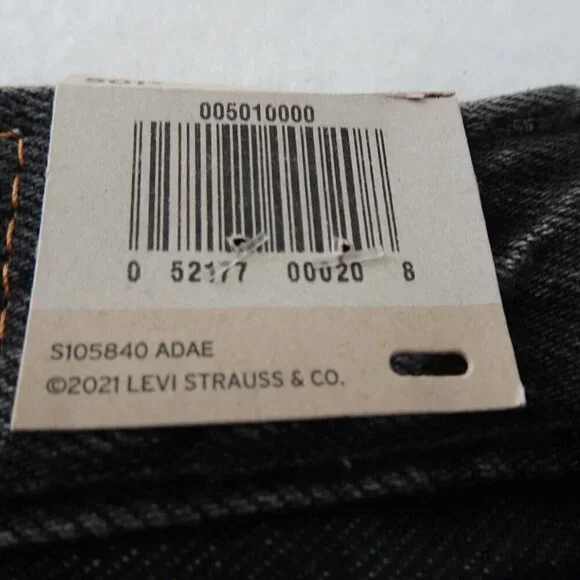 005010000
0 52177 00020 8
S105840 ADAE
©2021 LEVI STRAUSS & CO.